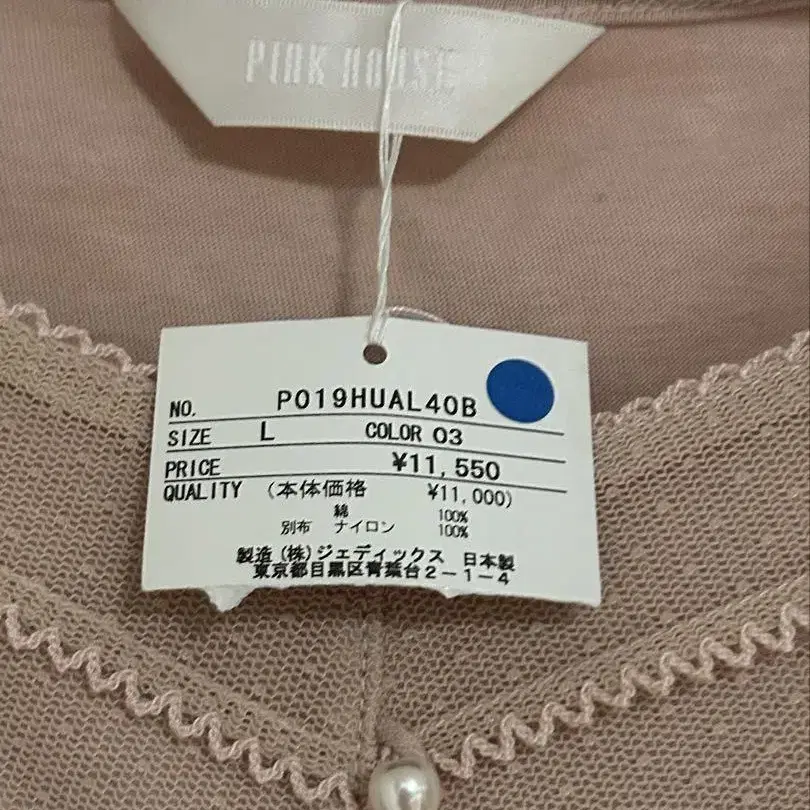 PINK HOUSE
NO. P019HUAL40B
SIZE L COLOR 03
PRICE ¥11,550
QUALITY (本体価格 ¥11,000)
綿 100%
別布 ナイロン 100%
製造 (株)ジェディックス 日本製
東京都目黒区青葉台2-1-4